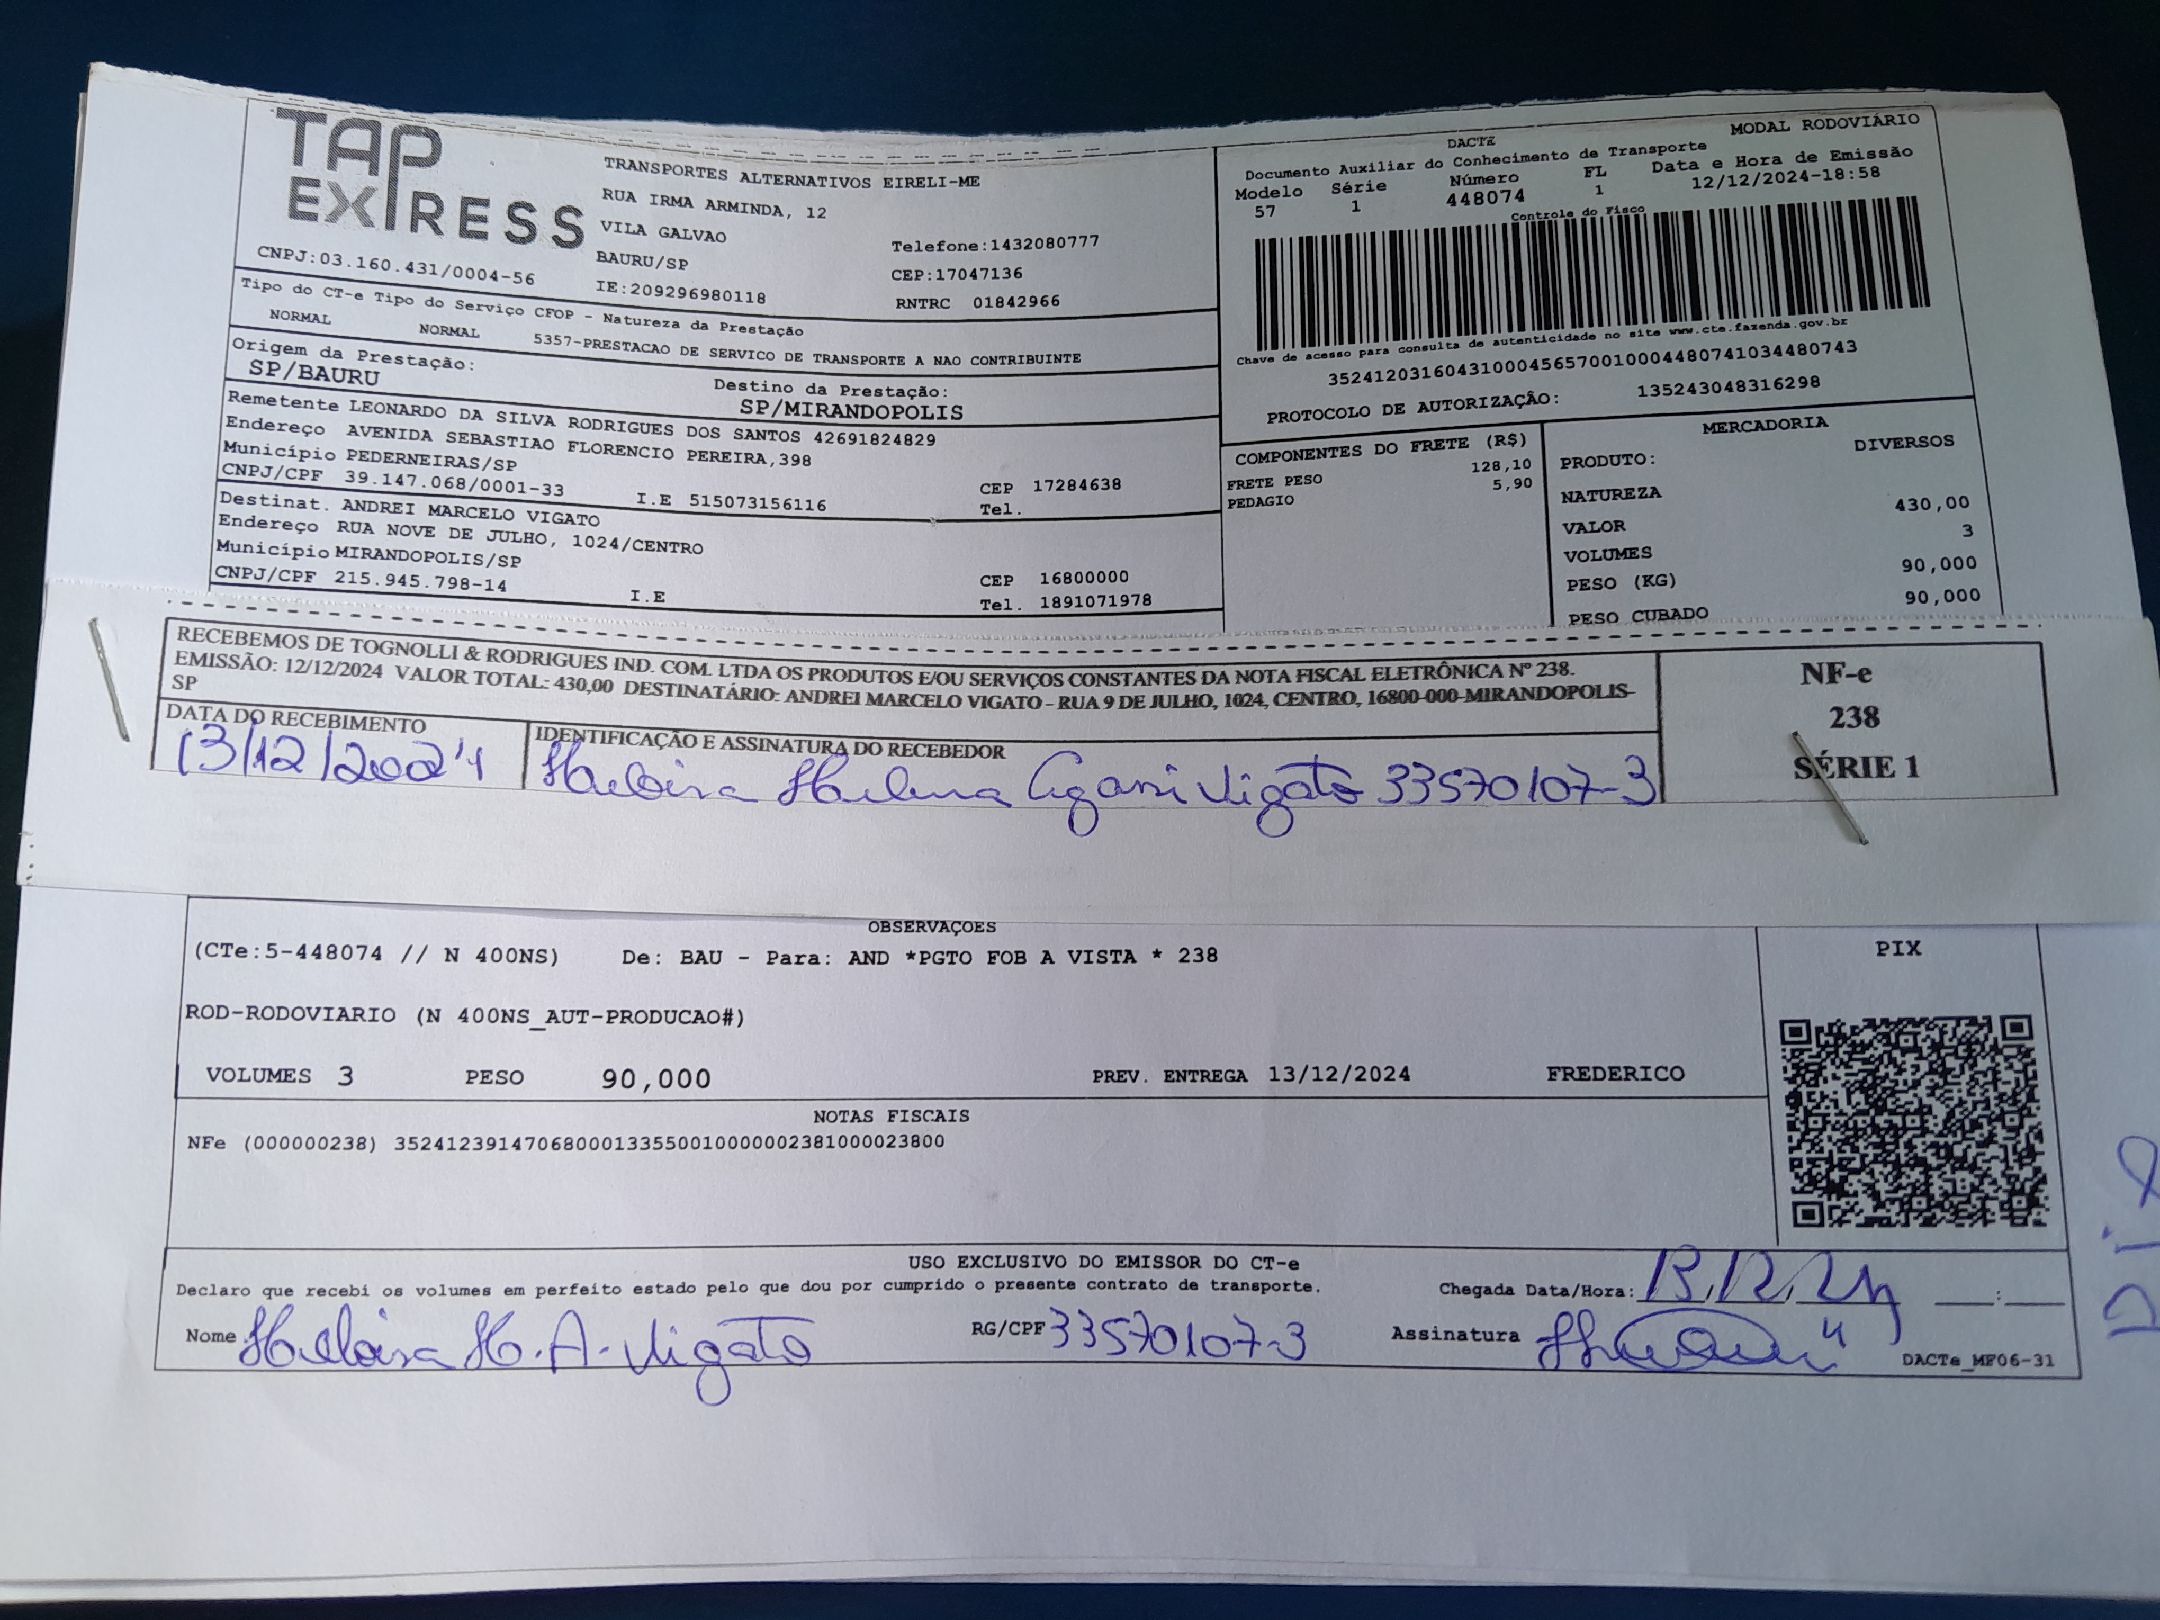 TAP
EXPRESS
CNPJ:03.160.431/0004-56
TRANSPORTES ALTERNATIVOS EIRELI-ME
RUA IRMA ARMINDA, 12
VILA GALVAO
BAURU/SP
IE:209296980118
Telefone:1432080777
CEP:17047136
RNTRC 01842966
Tipo do CT-e Tipo do Serviço CFOP - Natureza da Prestação
NORMAL NORMAL 5357-PRESTACAO DE SERVICO DE TRANSPORTE A NAO CONTRIBUINTE
Origem da Prestação: Destino da Prestação:
SP/BAURU SP/MIRANDOPOLIS
Remetente LEONARDO DA SILVA RODRIGUES DOS SANTOS 42691824829
Endereço AVENIDA SEBASTIAO FLORENCIO PEREIRA,398
Município PEDERNEIRAS/SP CEP 17284638
CNPJ/CPF 39.147.068/0001-33 I.E 515073156116 Tel.
Destinat. ANDREI MARCELO VIGATO
Endereço RUA NOVE DE JULHO, 1024/CENTRO
Município MIRANDOPOLIS/SP CEP 16800000
CNPJ/CPF 215.945.798-14 I.E Tel. 1891071978
DACTE MODAL RODOVIÁRIO
Documento Auxiliar do Conhecimento de Transporte
Modelo Série Número FL Data e Hora de Emissão
57 1 448074 1 12/12/2024-18:58
Controle do Fisco
Chave de acesso para consulta de autenticidade no site www.cte.fazenda.gov.br
35241203160431000456570010004480741034480743
PROTOCOLO DE AUTORIZAÇÃO: 135243048316298
COMPONENTES DO FRETE (R$)
FRETE PESO 128,10
PEDAGIO 5,90
MERCADORIA
PRODUTO: DIVERSOS
NATUREZA
VALOR 430,00
VOLUMES 3
PESO (KG) 90,000
PESO CUBADO 90,000
RECEBEMOS DE TOGNOLLI & RODRIGUES IND. COM. LTDA OS PRODUTOS E/OU SERVIÇOS CONSTANTES DA NOTA FISCAL ELETRÔNICA Nº 238.
EMISSÃO: 12/12/2024 VALOR TOTAL: 430,00 DESTINATÁRIO: ANDREI MARCELO VIGATO - RUA 9 DE JULHO, 1024, CENTRO, 16800-000-MIRANDOPOLIS-
SP
DATA DO RECEBIMENTO IDENTIFICAÇÃO E ASSINATURA DO RECEBEDOR
13/12/2024 Heloisa Helena Agassi Vigato 33570107-3
NF-e
238
SÉRIE 1
OBSERVAÇOES
(CTe:5-448074 // N 400NS) De: BAU - Para: AND *PGTO FOB A VISTA * 238
ROD-RODOVIARIO (N 400NS_AUT-PRODUCAO#)
VOLUMES 3 PESO 90,000 PREV. ENTREGA 13/12/2024 FREDERICO
PIX
NOTAS FISCAIS
NFe (000000238) 35241239147068000133550010000002381000023800
USO EXCLUSIVO DO EMISSOR DO CT-e
Declaro que recebi os volumes em perfeito estado pelo que dou por cumprido o presente contrato de transporte. Chegada Data/Hora: 13.12.24 __:__
Nome Heloisa H. A. Vigato RG/CPF 33570107-3 Assinatura
DACTe_MF06-31